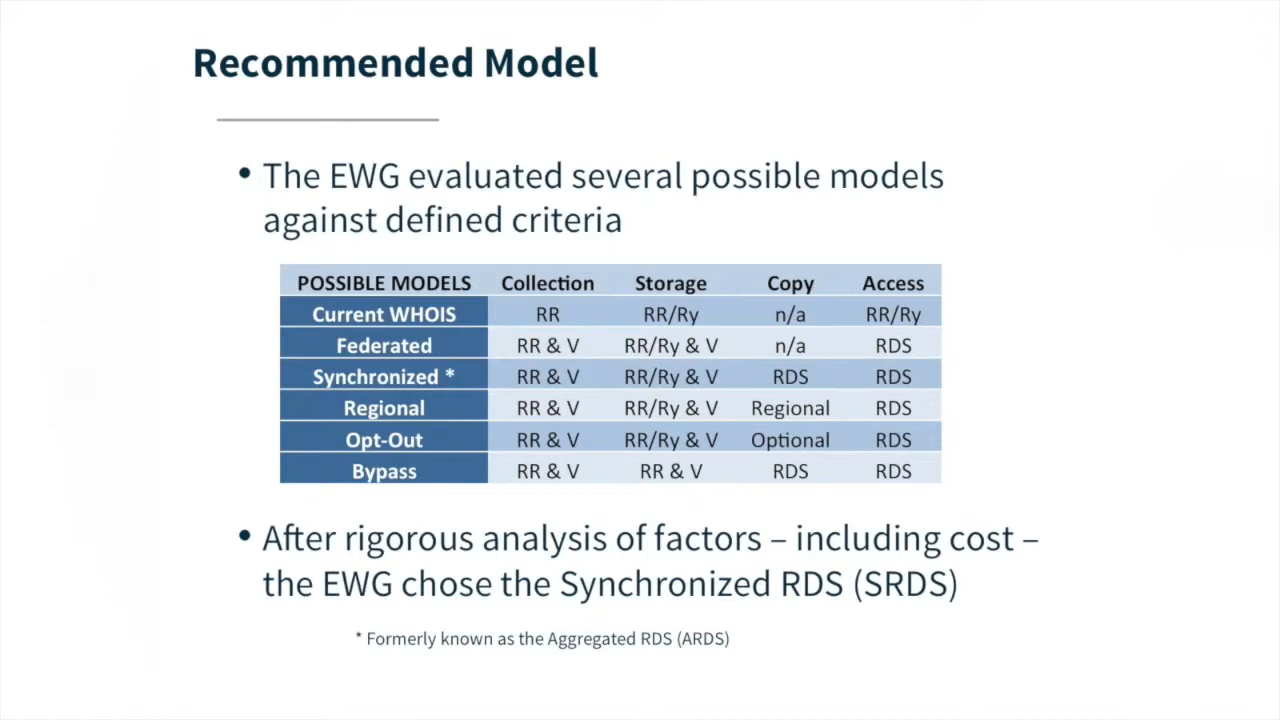 Recommended Model
• The EWG evaluated several possible models
against defined criteria
POSSIBLE MODELS Collection Storage Copy Access
Current WHOIS RR RR/Ry n/a RR/Ry
Federated RR & V RR/Ry & V n/a RDS
Synchronized * RR & V RR/Ry & V RDS RDS
Regional RR & V RR/Ry & V Regional RDS
Opt-Out RR & V RR/Ry & V Optional RDS
Bypass RR & V RR & V RDS RDS
• After rigorous analysis of factors – including cost –
the EWG chose the Synchronized RDS (SRDS)
* Formerly known as the Aggregated RDS (ARDS)